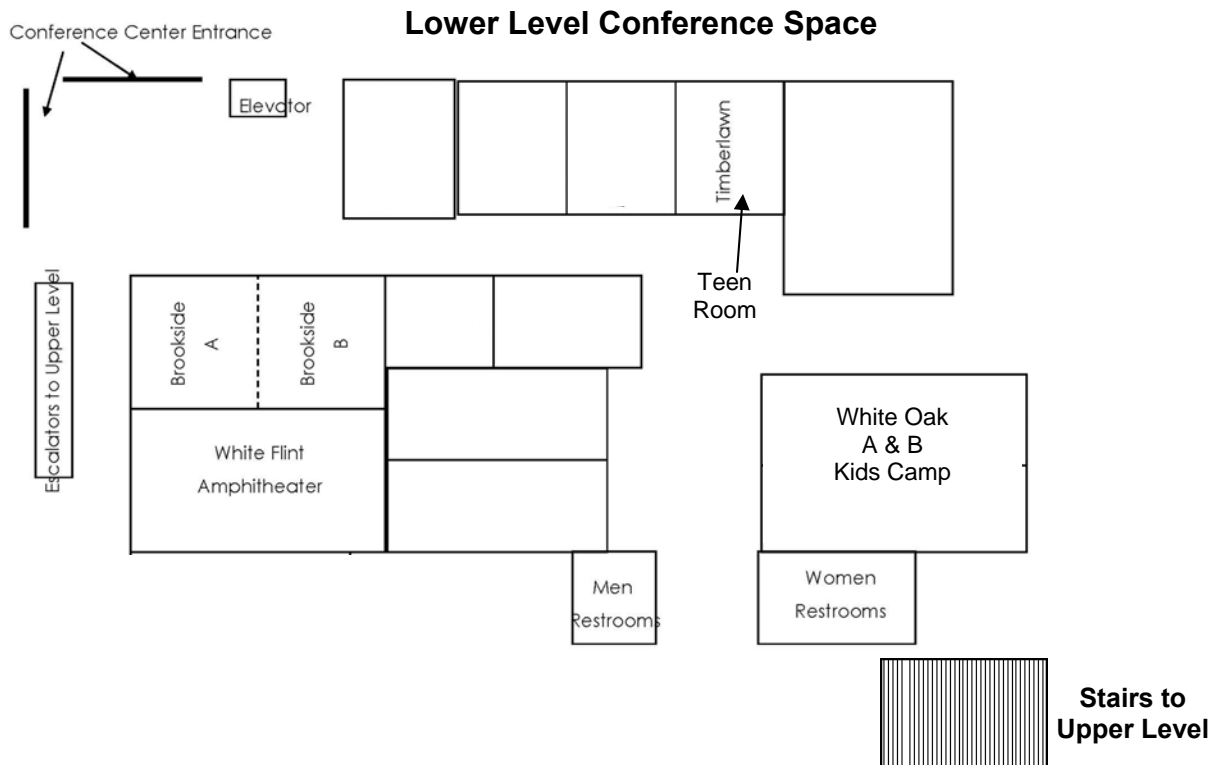 Lower Level Conference Space
Conference Center Entrance
Elevator
Timberlawn
Teen
Room
Escalators to Upper Level
Brookside
A
Brookside
B
White Flint
Amphitheater
White Oak
A & B
Kids Camp
Men
Restrooms
Women
Restrooms
Stairs to
Upper Level